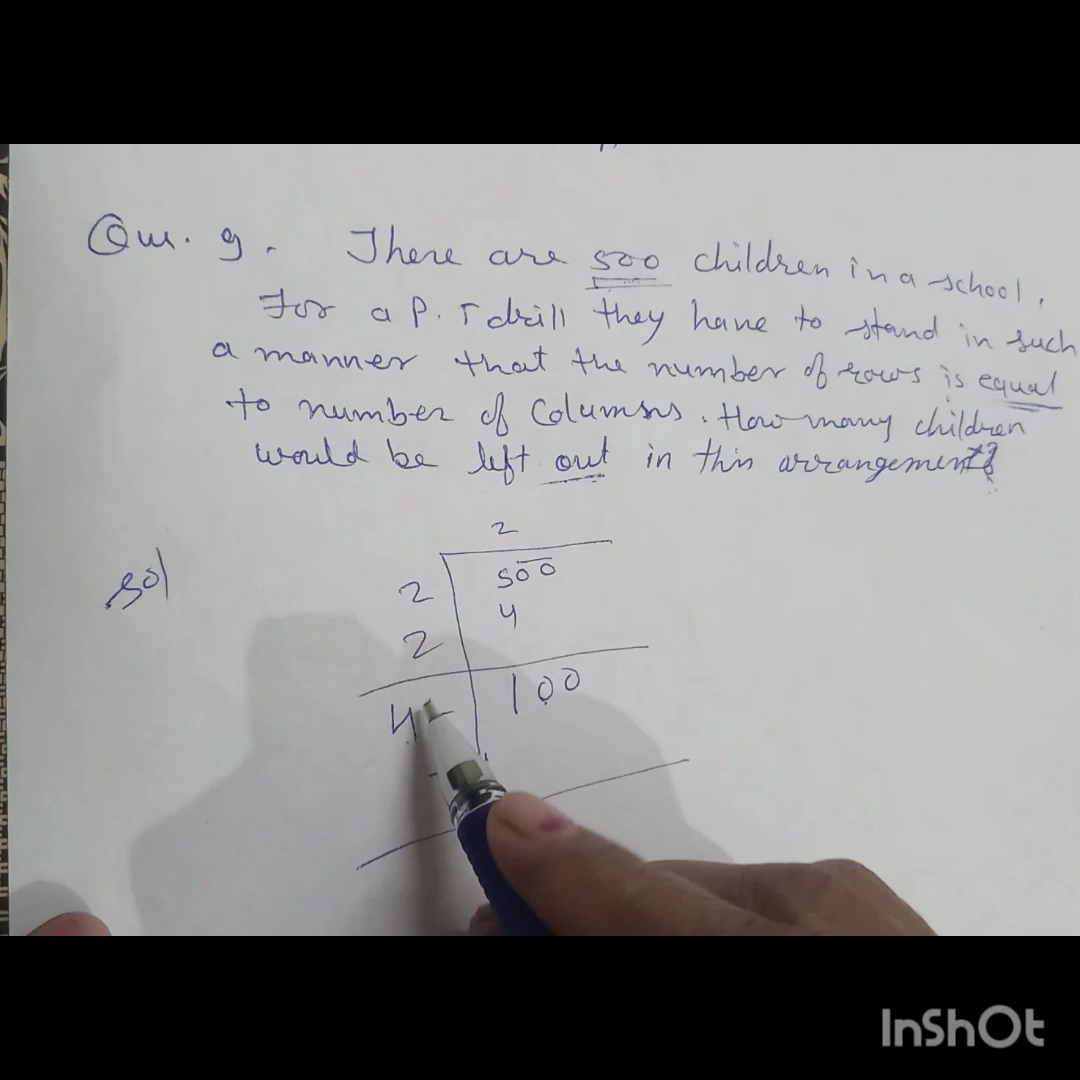 Que. 9. There are 500 children in a school.
For a P.T drill they have to stand in such
a manner that the number of rows is equal
to number of Columsns. How many children
would be left out in this arrangement?
2
sol
2 500
2 4
4 100
InShOt